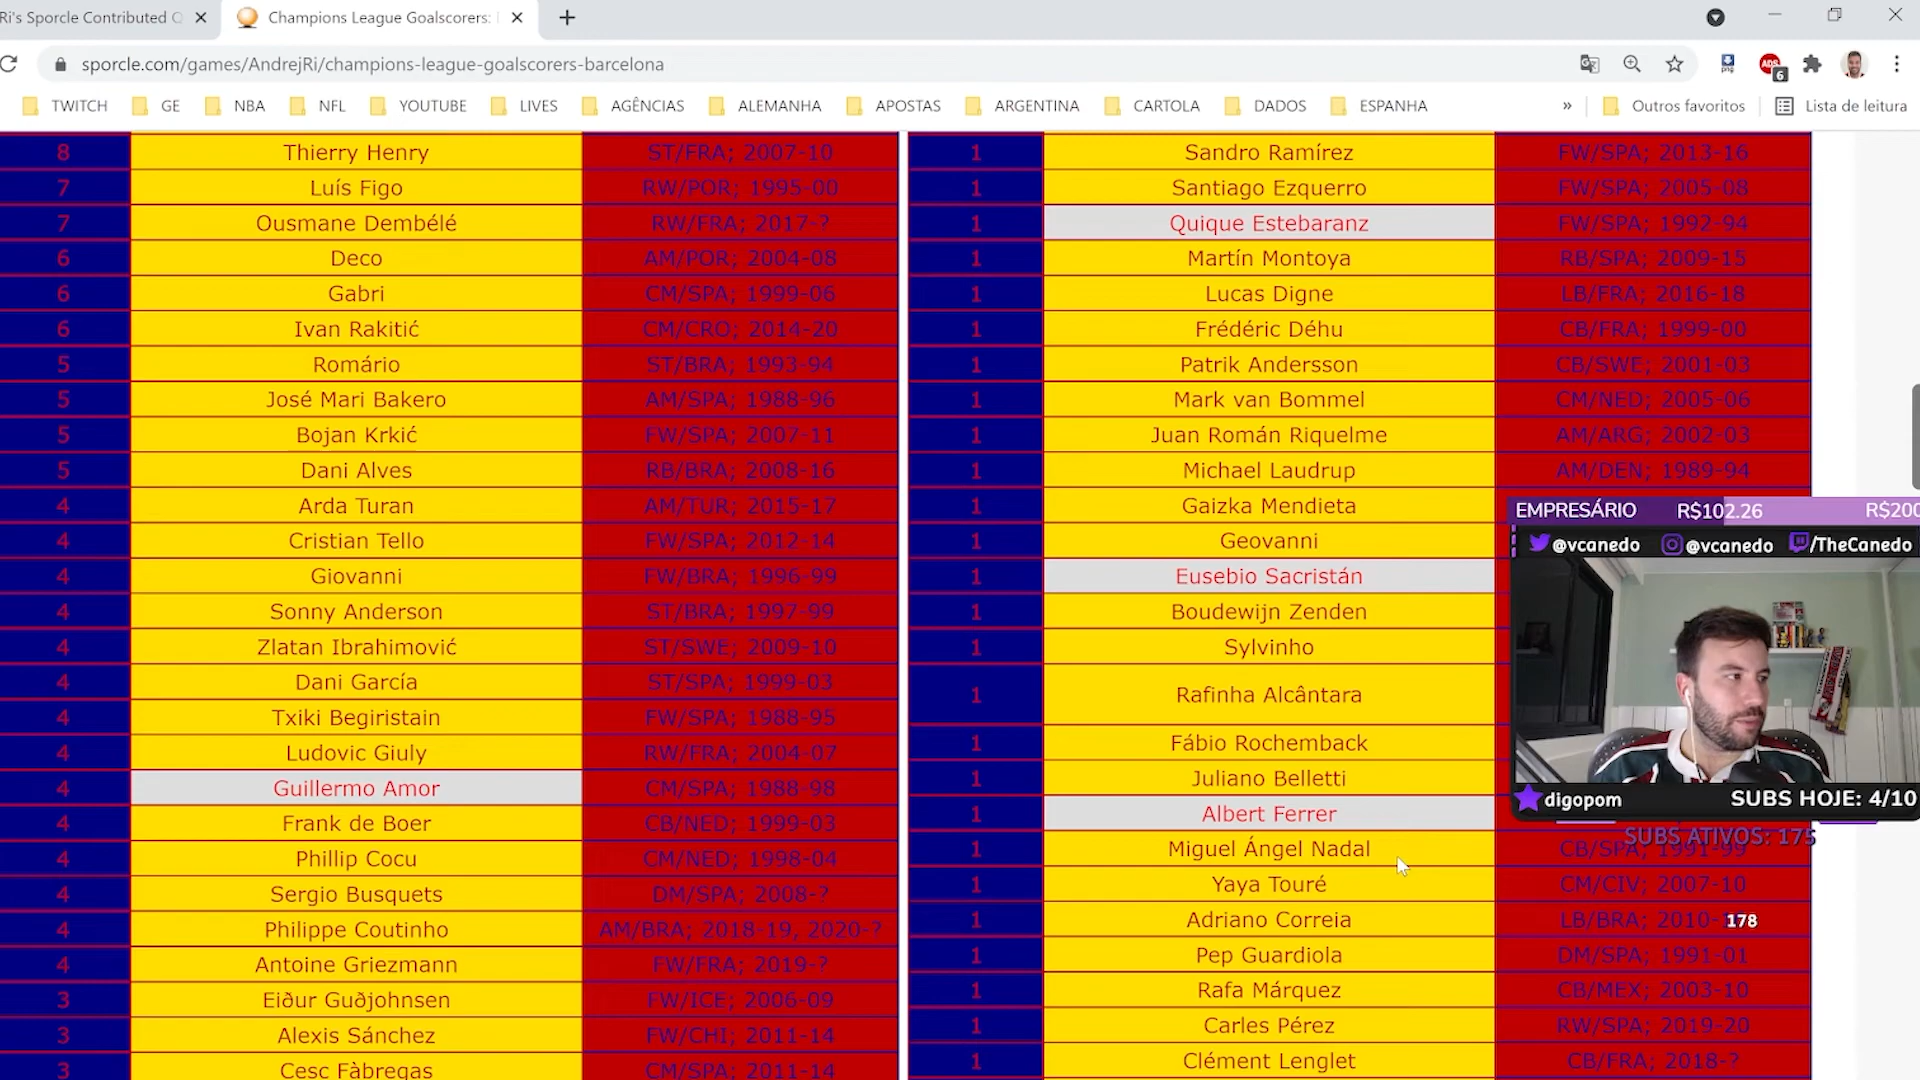 Ri's Sporcle Contributed Q
Champions League Goalscorers:
sporcle.com/games/AndrejRi/champions-league-goalscorers-barcelona
png
ADS
6
TWITCH
GE
NBA
NFL
YOUTUBE
LIVES
AGÊNCIAS
ALEMANHA
APOSTAS
ARGENTINA
CARTOLA
DADOS
ESPANHA
»
Outros favoritos
Lista de leitura
8 Thierry Henry ST/FRA; 2007-10
7 Luís Figo RW/POR; 1995-00
7 Ousmane Dembélé RW/FRA; 2017-?
6 Deco AM/POR; 2004-08
6 Gabri CM/SPA; 1999-06
6 Ivan Rakitić CM/CRO; 2014-20
5 Romário ST/BRA; 1993-94
5 José Mari Bakero AM/SPA; 1988-96
5 Bojan Krkić FW/SPA; 2007-11
5 Dani Alves RB/BRA; 2008-16
4 Arda Turan AM/TUR; 2015-17
4 Cristian Tello FW/SPA; 2012-14
4 Giovanni FW/BRA; 1996-99
4 Sonny Anderson ST/BRA; 1997-99
4 Zlatan Ibrahimović ST/SWE; 2009-10
4 Dani García ST/SPA; 1999-03
4 Txiki Begiristain FW/SPA; 1988-95
4 Ludovic Giuly RW/FRA; 2004-07
4 Guillermo Amor CM/SPA; 1988-98
4 Frank de Boer CB/NED; 1999-03
4 Phillip Cocu CM/NED; 1998-04
4 Sergio Busquets DM/SPA; 2008-?
4 Philippe Coutinho AM/BRA; 2018-19, 2020-?
4 Antoine Griezmann FW/FRA; 2019-?
3 Eiður Guðjohnsen FW/ICE; 2006-09
3 Alexis Sánchez FW/CHI; 2011-14
3 Cesc Fàbregas CM/SPA; 2011-14
1 Sandro Ramírez FW/SPA; 2013-16
1 Santiago Ezquerro FW/SPA; 2005-08
1 Quique Estebaranz FW/SPA; 1992-94
1 Martín Montoya RB/SPA; 2009-15
1 Lucas Digne LB/FRA; 2016-18
1 Frédéric Déhu CB/FRA; 1999-00
1 Patrik Andersson CB/SWE; 2001-03
1 Mark van Bommel CM/NED; 2005-06
1 Juan Román Riquelme AM/ARG; 2002-03
1 Michael Laudrup AM/DEN; 1989-94
1 Gaizka Mendieta
1 Geovanni
1 Eusebio Sacristán
1 Boudewijn Zenden
1 Sylvinho
1 Rafinha Alcântara
1 Fábio Rochemback
1 Juliano Belletti
1 Albert Ferrer
1 Miguel Ángel Nadal CB/SPA; 1991-99
1 Yaya Touré CM/CIV; 2007-10
1 Adriano Correia LB/BRA; 2010-
1 Pep Guardiola DM/SPA; 1991-01
1 Rafa Márquez CB/MEX; 2003-10
1 Carles Pérez RW/SPA; 2019-20
1 Clément Lenglet CB/FRA; 2018-?
EMPRESÁRIO R$102.26 R$200
@vcanedo @vcanedo /TheCanedo
digopom SUBS HOJE: 4/10
SUBS ATIVOS: 175
178